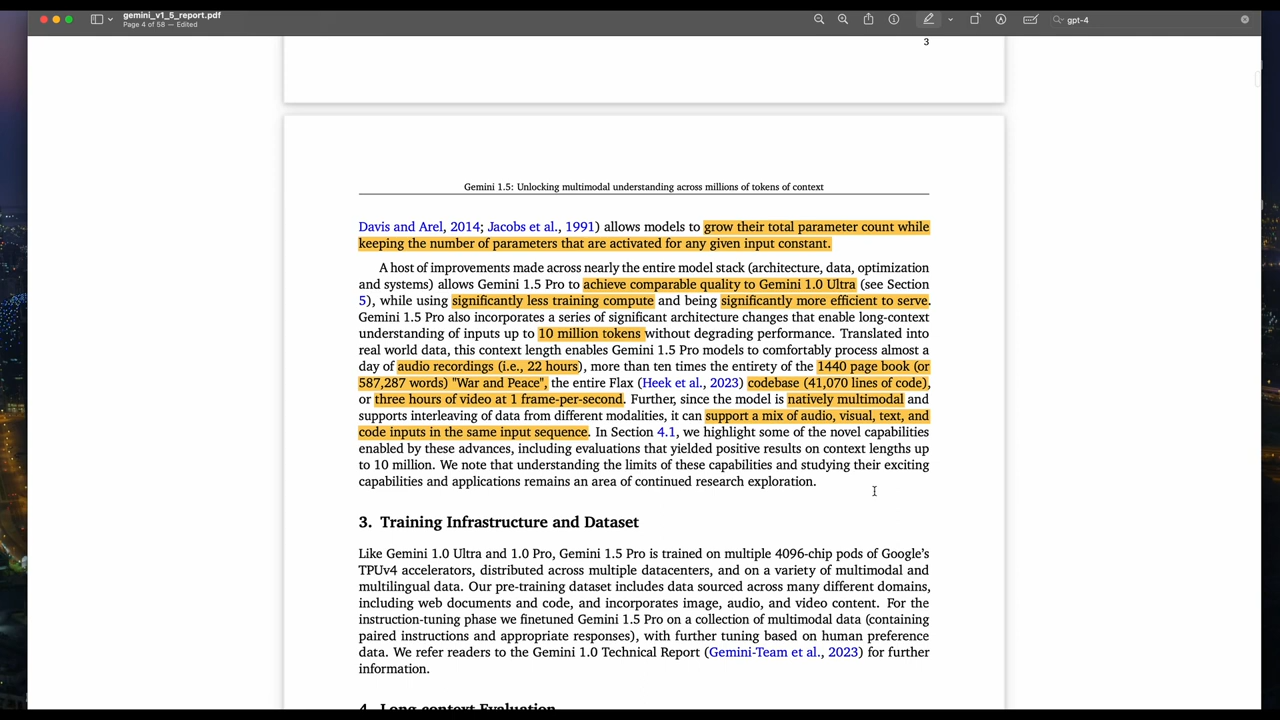 gemini_v1_5_report.pdf
Page 4 of 58 — Edited
gpt-4
3
Gemini 1.5: Unlocking multimodal understanding across millions of tokens of context
Davis and Arel, 2014; Jacobs et al., 1991) allows models to grow their total parameter count while
keeping the number of parameters that are activated for any given input constant.
A host of improvements made across nearly the entire model stack (architecture, data, optimization
and systems) allows Gemini 1.5 Pro to achieve comparable quality to Gemini 1.0 Ultra (see Section
5), while using significantly less training compute and being significantly more efficient to serve.
Gemini 1.5 Pro also incorporates a series of significant architecture changes that enable long-context
understanding of inputs up to 10 million tokens without degrading performance. Translated into
real world data, this context length enables Gemini 1.5 Pro models to comfortably process almost a
day of audio recordings (i.e., 22 hours), more than ten times the entirety of the 1440 page book (or
587,287 words) "War and Peace", the entire Flax (Heek et al., 2023) codebase (41,070 lines of code),
or three hours of video at 1 frame-per-second. Further, since the model is natively multimodal and
supports interleaving of data from different modalities, it can support a mix of audio, visual, text, and
code inputs in the same input sequence. In Section 4.1, we highlight some of the novel capabilities
enabled by these advances, including evaluations that yielded positive results on context lengths up
to 10 million. We note that understanding the limits of these capabilities and studying their exciting
capabilities and applications remains an area of continued research exploration.
3. Training Infrastructure and Dataset
Like Gemini 1.0 Ultra and 1.0 Pro, Gemini 1.5 Pro is trained on multiple 4096-chip pods of Google's
TPUv4 accelerators, distributed across multiple datacenters, and on a variety of multimodal and
multilingual data. Our pre-training dataset includes data sourced across many different domains,
including web documents and code, and incorporates image, audio, and video content. For the
instruction-tuning phase we finetuned Gemini 1.5 Pro on a collection of multimodal data (containing
paired instructions and appropriate responses), with further tuning based on human preference
data. We refer readers to the Gemini 1.0 Technical Report (Gemini-Team et al., 2023) for further
information.
4. Long-context Evaluation